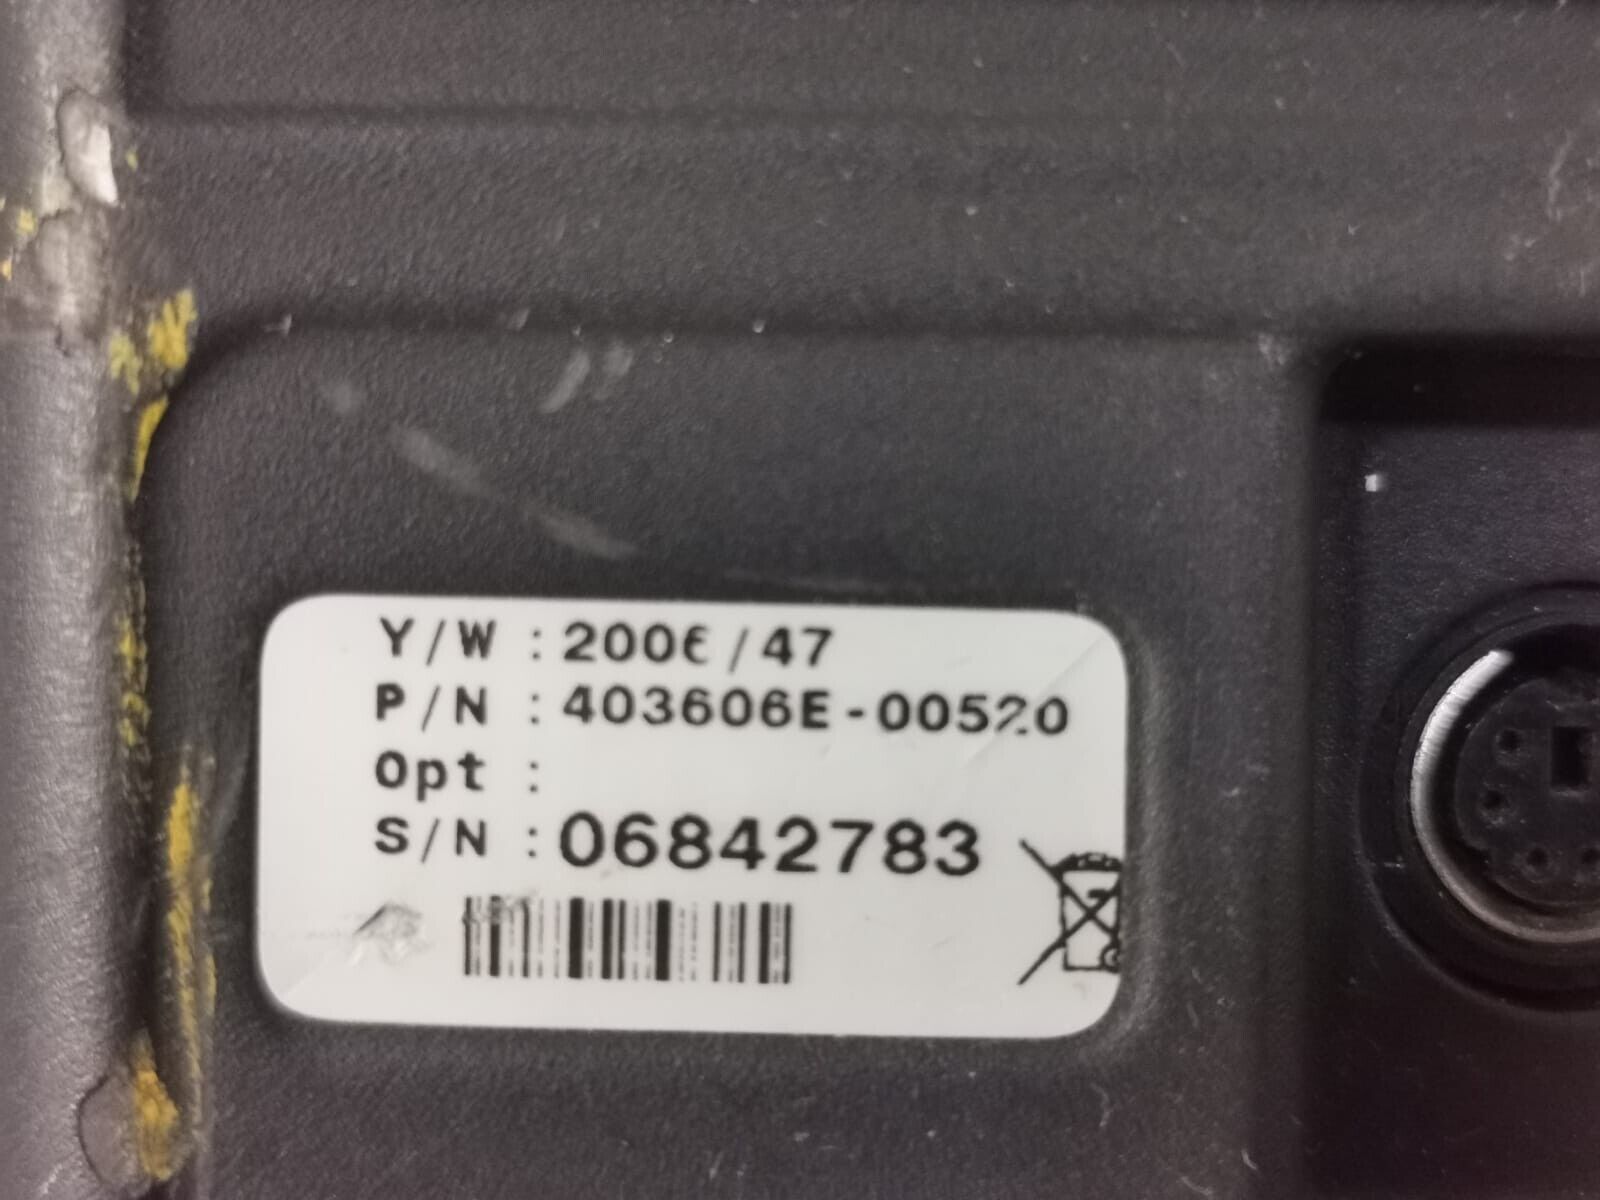 Y/W : 2006/47
P/N : 403606E-00520
Opt :
S/N : 06842783